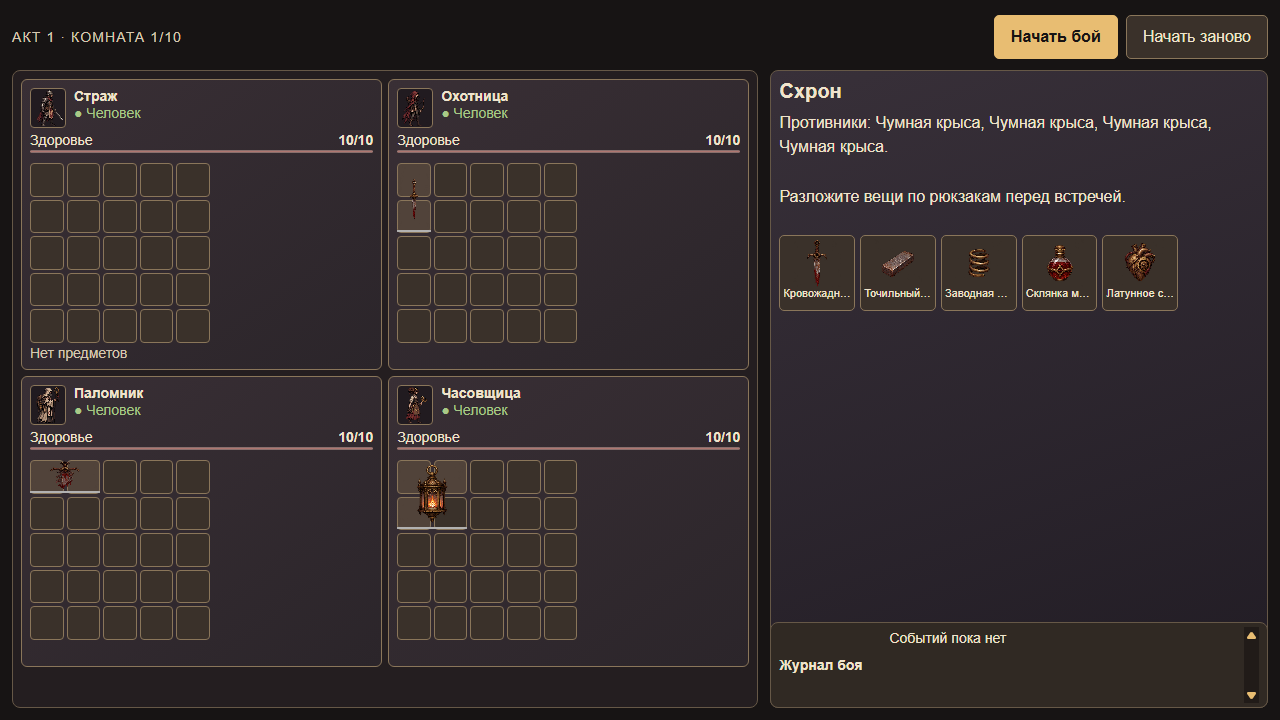 АКТ 1 · КОМНАТА 1/10
Начать бой
Начать заново
Страж
● Человек
Здоровье 10/10
Нет предметов
Охотница
● Человек
Здоровье 10/10
Паломник
● Человек
Здоровье 10/10
Часовщица
● Человек
Здоровье 10/10
Схрон
Противники: Чумная крыса, Чумная крыса, Чумная крыса,
Чумная крыса.
Разложите вещи по рюкзакам перед встречей.
Кровожадн...
Точильный...
Заводная ...
Склянка м...
Латунное с...
Событий пока нет
Журнал боя